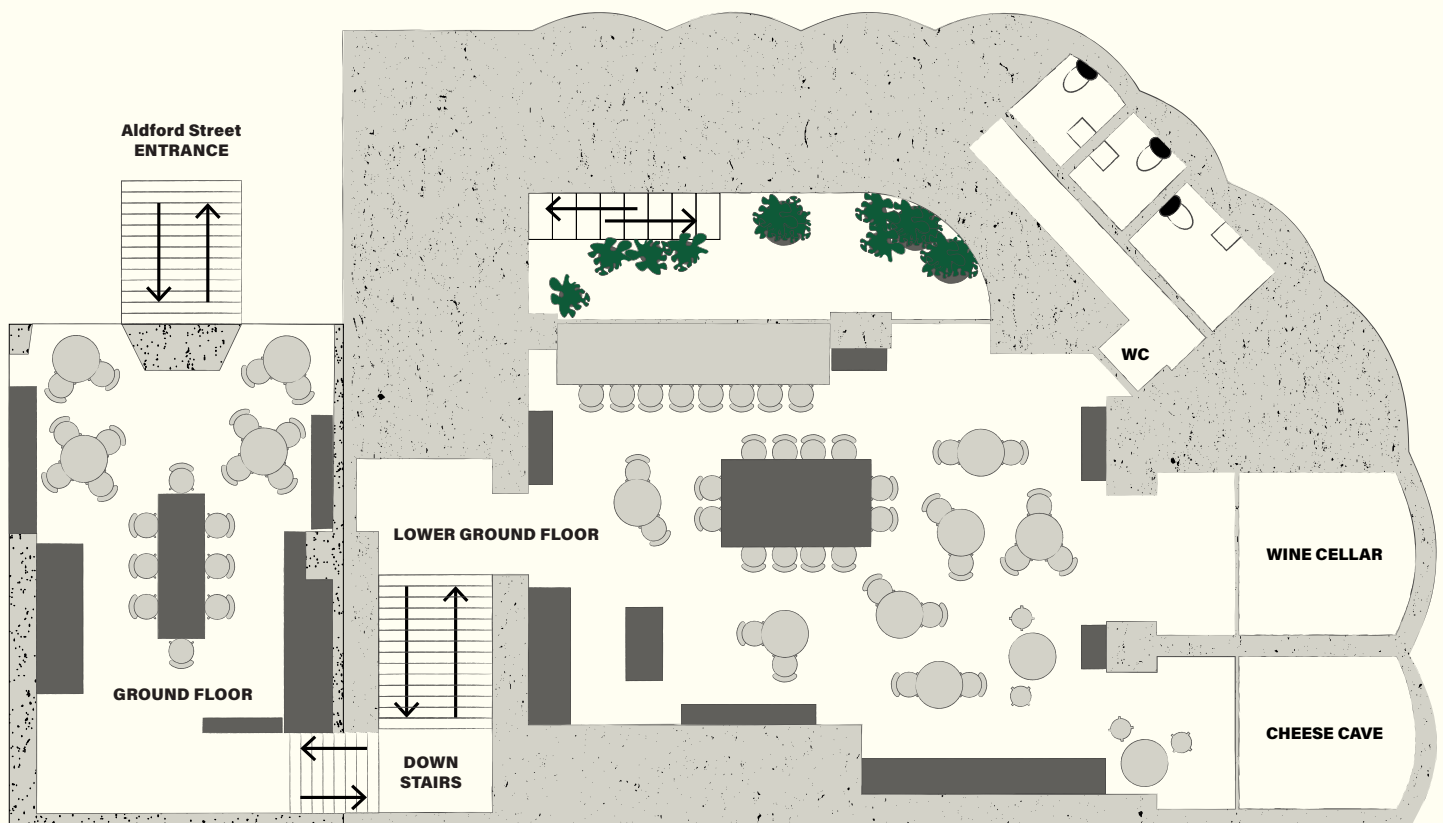 Aldford Street
ENTRANCE
WC
LOWER GROUND FLOOR
WINE CELLAR
GROUND FLOOR
CHEESE CAVE
DOWN
STAIRS